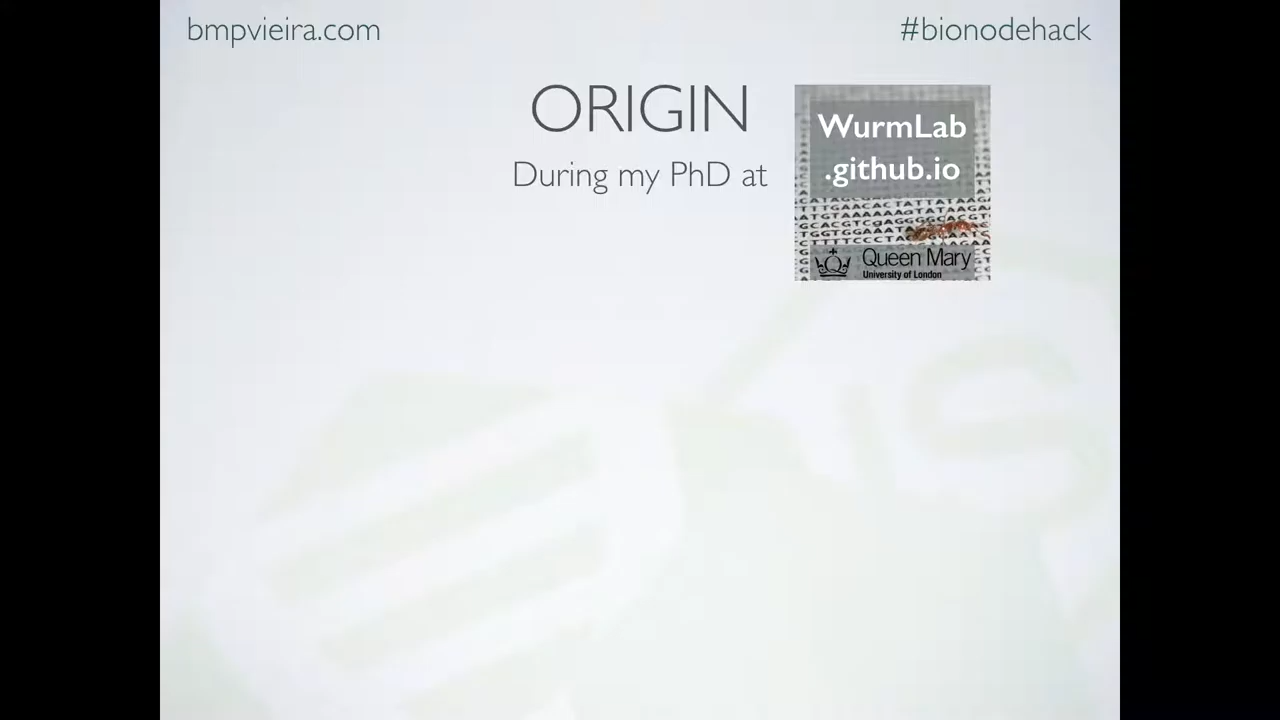 bmpvieira.com
#bionodehack
ORIGIN
During my PhD at
WurmLab
.github.io
Queen Mary
University of London